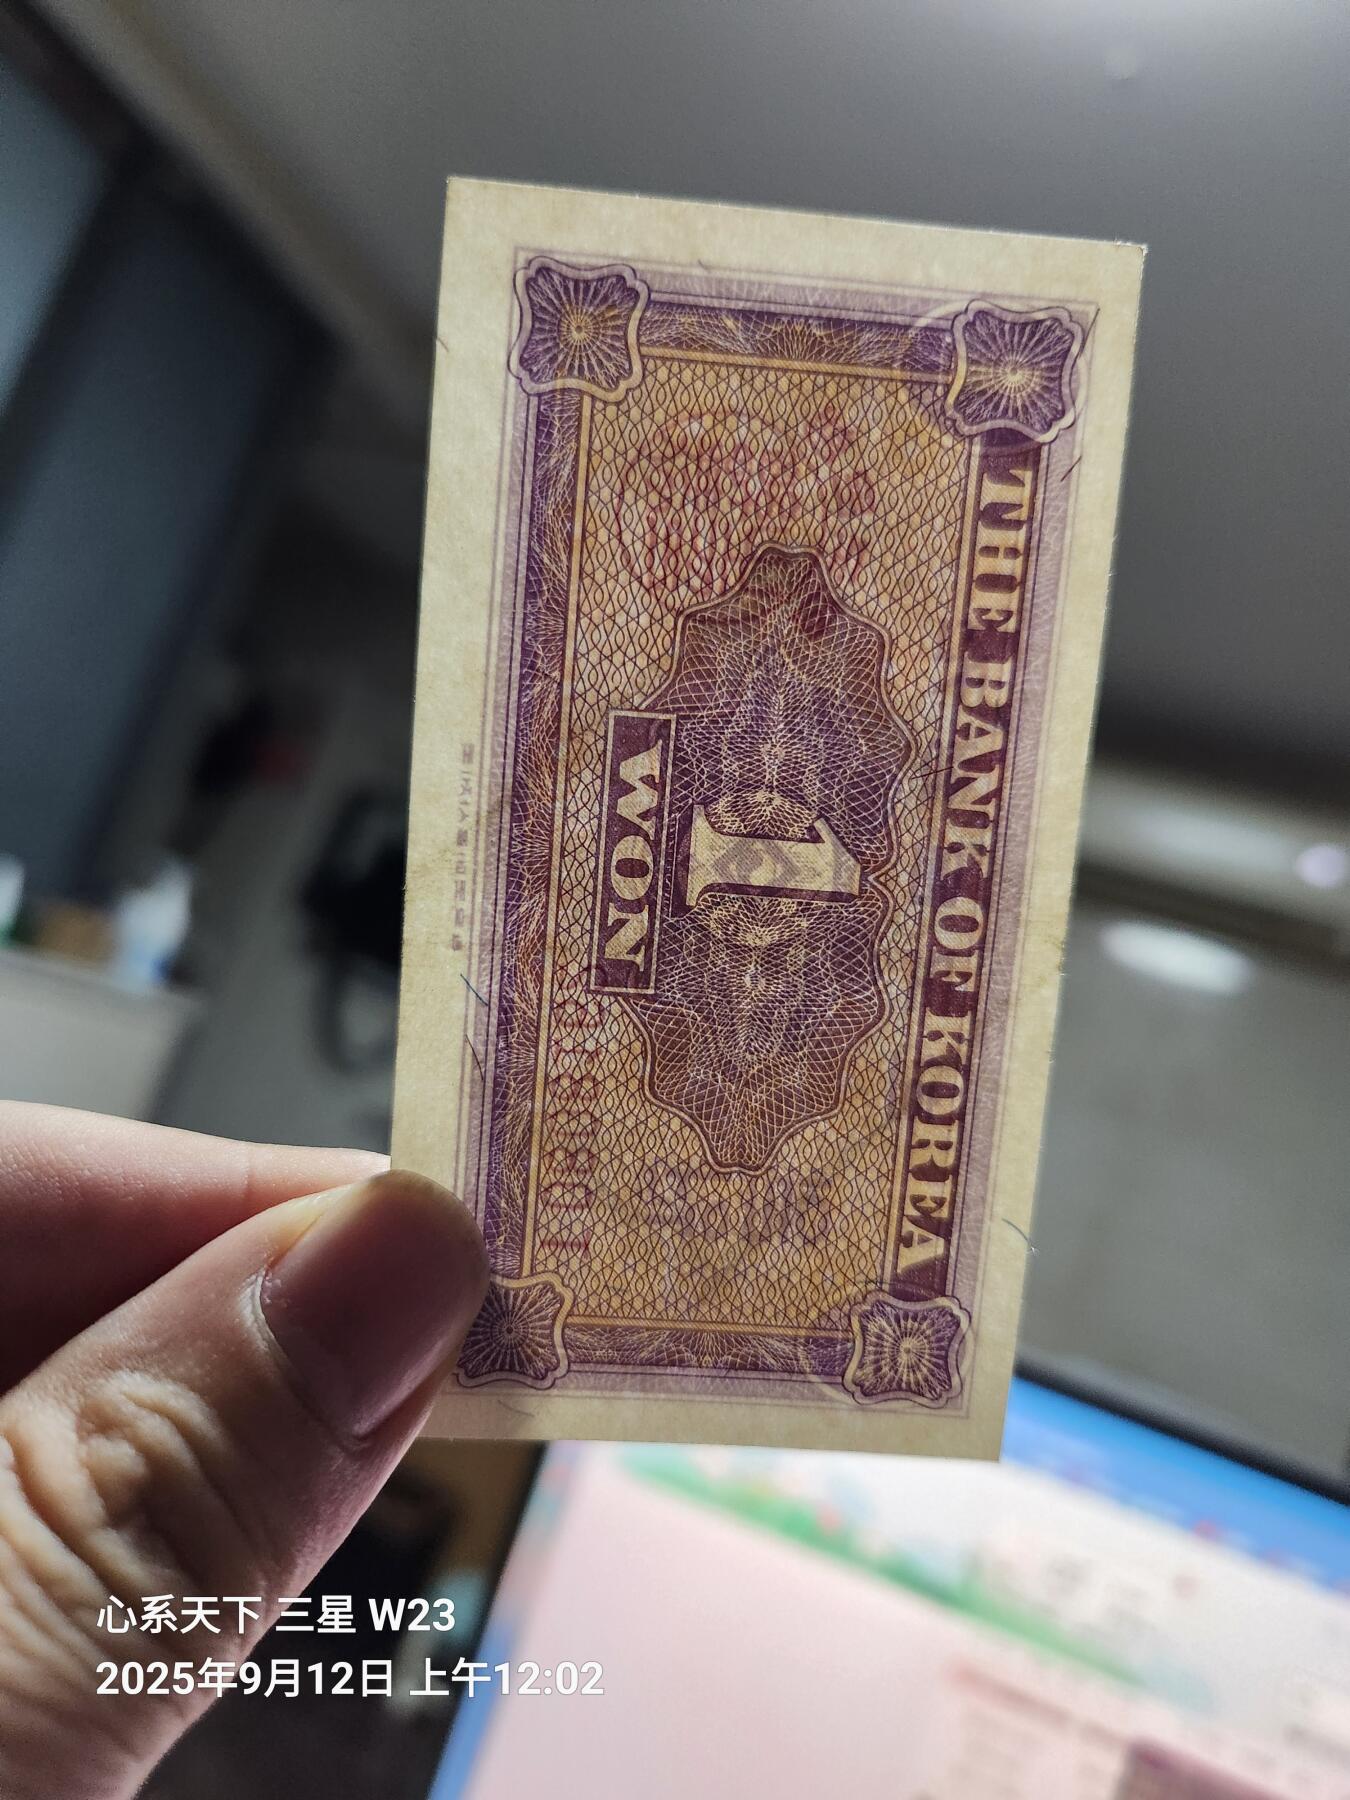 THE BANK OF KOREA
1
WON
心系天下 三星 W23
2025年9月12日 上午12:02